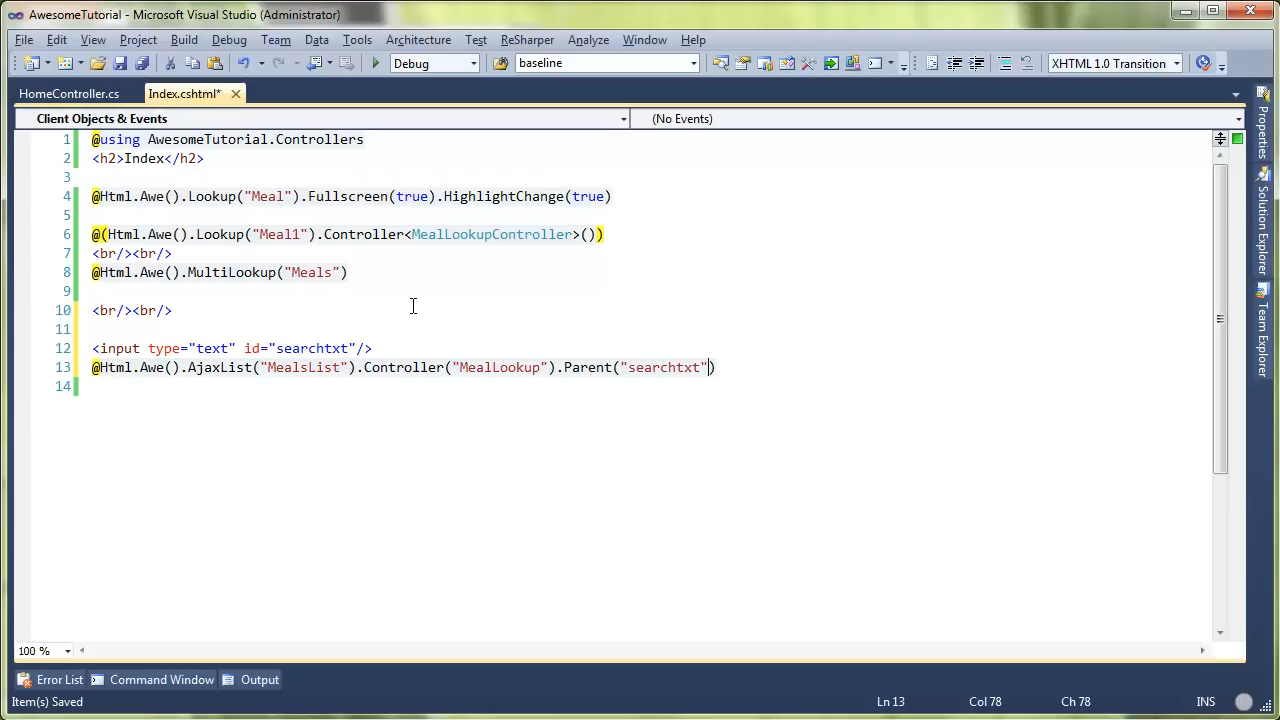 AwesomeTutorial - Microsoft Visual Studio (Administrator)
File Edit View Project Build Debug Team Data Tools Architecture Test ReSharper Analyze Window Help
Debug baseline XHTML 1.0 Transition
HomeController.cs Index.cshtml*
Client Objects & Events (No Events)
1 @using AwesomeTutorial.Controllers
2 <h2>Index</h2>
3
4 @Html.Awe().Lookup("Meal").Fullscreen(true).HighlightChange(true)
5
6 @(Html.Awe().Lookup("Meal1").Controller<MealLookupController>())
7 <br/><br/>
8 @Html.Awe().MultiLookup("Meals")
9
10 <br/><br/>
11
12 <input type="text" id="searchtxt"/>
13 @Html.Awe().AjaxList("MealsList").Controller("MealLookup").Parent("searchtxt")
14
Properties
Solution Explorer
Team Explorer
100 %
Error List Command Window Output
Item(s) Saved Ln 13 Col 78 Ch 78 INS